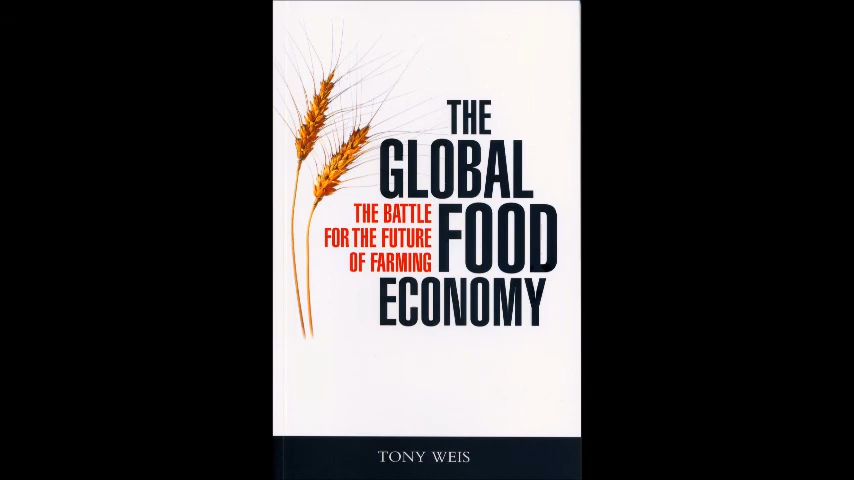 THE
GLOBAL
FOOD
ECONOMY
THE BATTLE
FOR THE FUTURE
OF FARMING
TONY WEIS